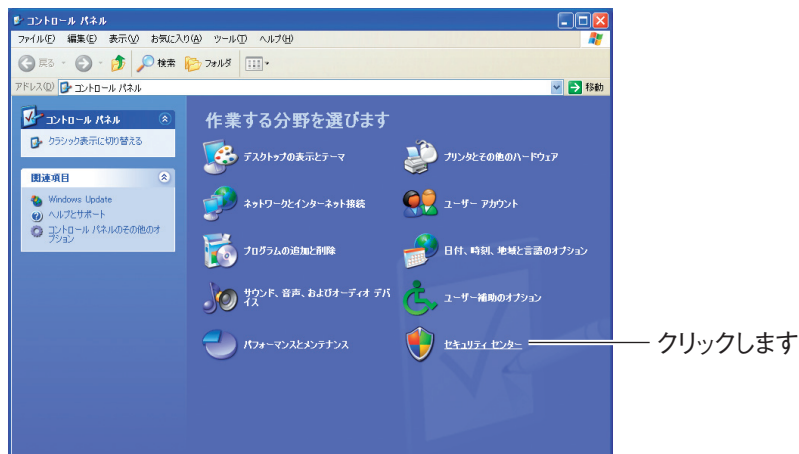 コントロール パネル
ファイル(F) 編集(E) 表示(V) お気に入り(A) ツール(T) ヘルプ(H)
戻る 検索 フォルダ
アドレス(D) コントロール パネル 移動
コントロール パネル
クラシック表示に切り替える
関連項目
Windows Update
ヘルプとサポート
コントロール パネルのその他のオ
プション
作業する分野を選びます
デスクトップの表示とテーマ
プリンタとその他のハードウェア
ネットワークとインターネット接続
ユーザー アカウント
プログラムの追加と削除
日付、時刻、地域と言語のオプション
サウンド、音声、およびオーディオ デバ
イス
ユーザー補助のオプション
パフォーマンスとメンテナンス
セキュリティ センター
クリックします